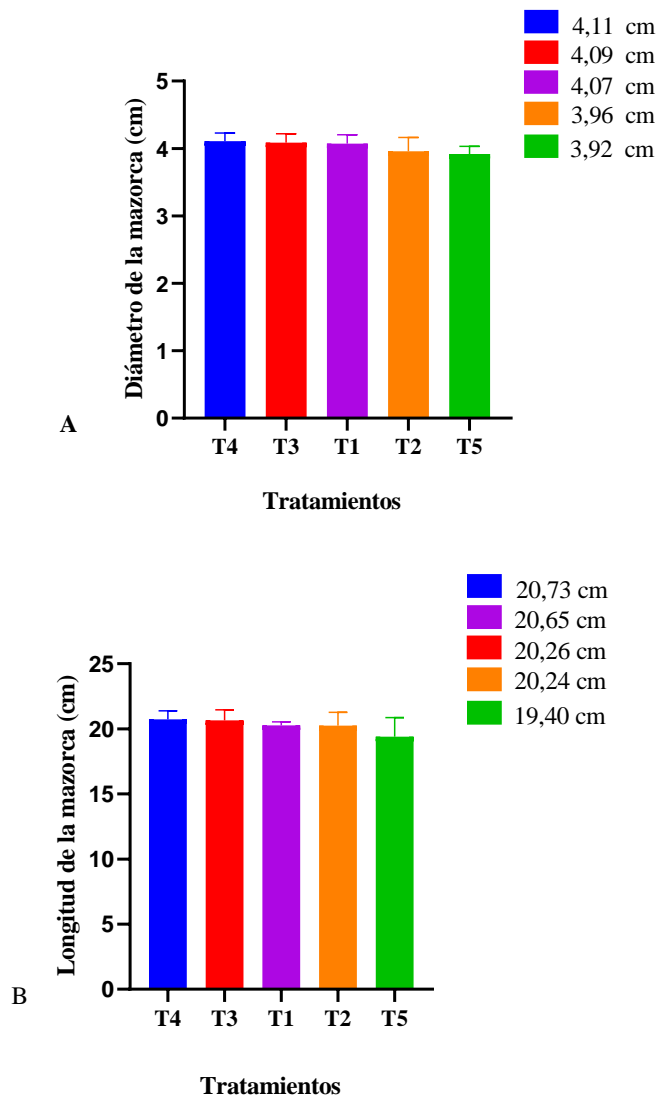 4,11 cm
4,09 cm
4,07 cm
3,96 cm
3,92 cm
Diámetro de la mazorca (cm)
5
4
3
2
1
0
A
T4 T3 T1 T2 T5
Tratamientos
20,73 cm
20,65 cm
20,26 cm
20,24 cm
19,40 cm
Longitud de la mazorca (cm)
25
20
15
10
5
0
B
T4 T3 T1 T2 T5
Tratamientos